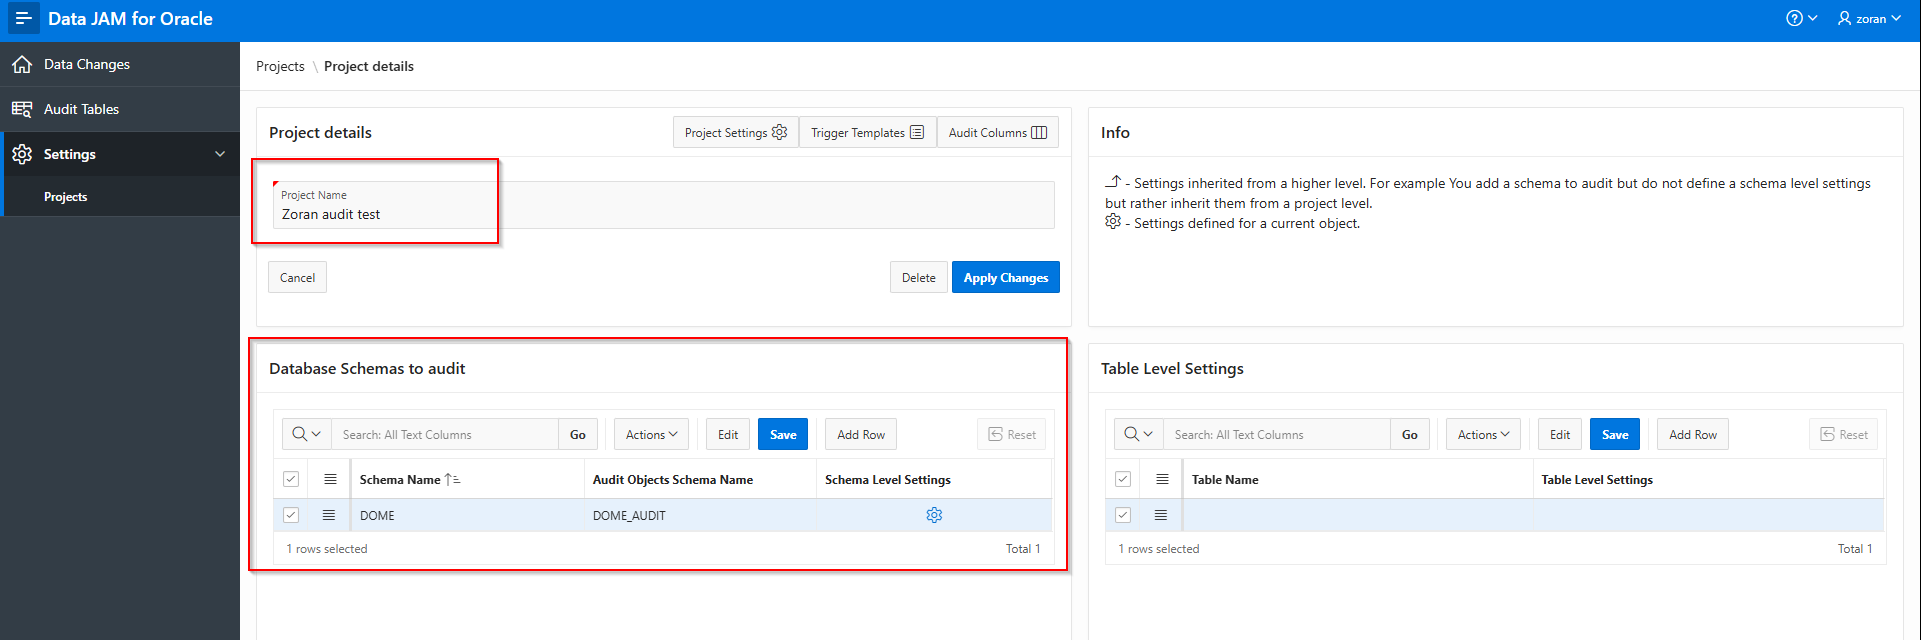 Data JAM for Oracle
zoran
Data Changes
Audit Tables
Settings
Projects
Projects \ Project details
Project details
Project Settings
Trigger Templates
Audit Columns
Project Name
Zoran audit test
Cancel
Delete
Apply Changes
Info
- Settings inherited from a higher level. For example You add a schema to audit but do not define a schema level settings
but rather inherit them from a project level.
- Settings defined for a current object.
Database Schemas to audit
Search: All Text Columns
Go
Actions
Edit
Save
Add Row
Reset
Schema Name
Audit Objects Schema Name
Schema Level Settings
DOME
DOME_AUDIT
1 rows selected
Total 1
Table Level Settings
Search: All Text Columns
Go
Actions
Edit
Save
Add Row
Reset
Table Name
Table Level Settings
1 rows selected
Total 1